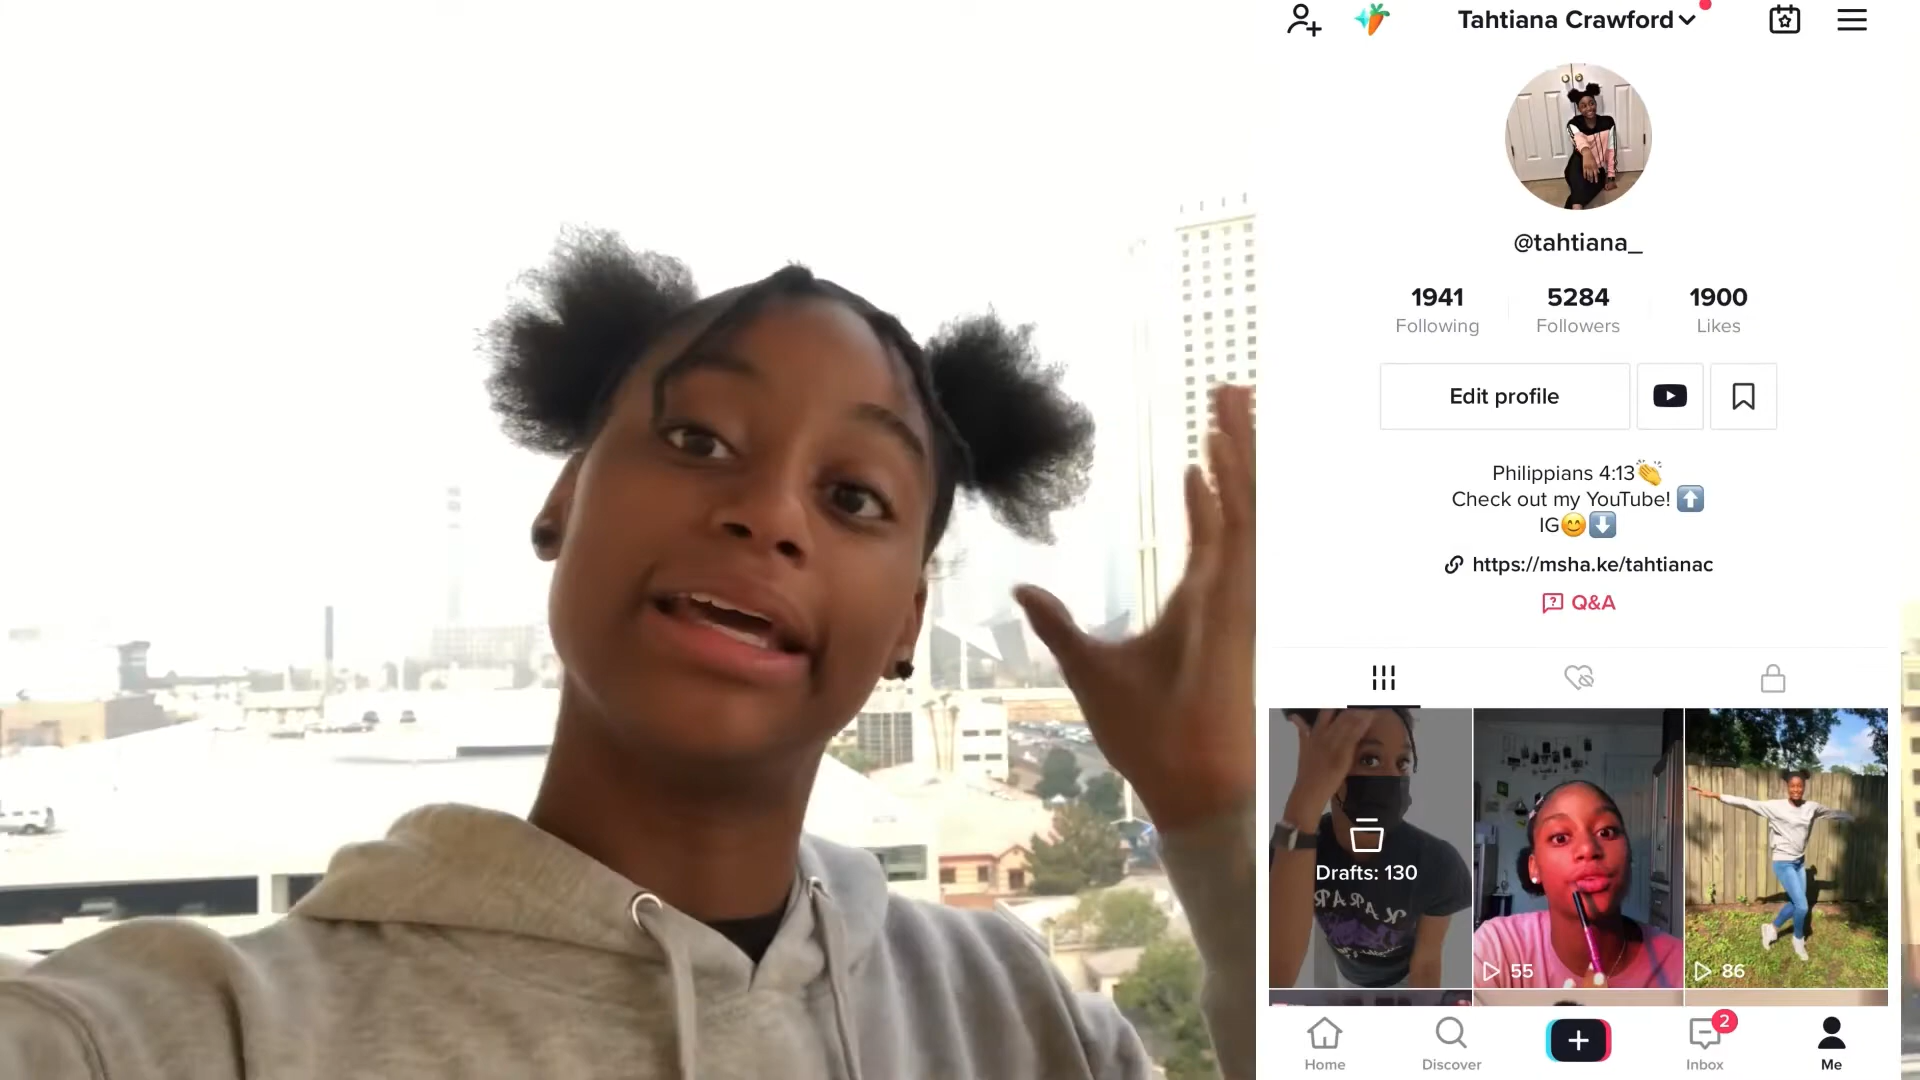 Tahtiana Crawford
@tahtiana_
1941 5284 1900
Following Followers Likes
Edit profile
Philippians 4:13👏
Check out my YouTube! ⬆️
IG😊⬇️
https://msha.ke/tahtianac
Q&A
Drafts: 130
55 86
2
Home Discover Inbox Me